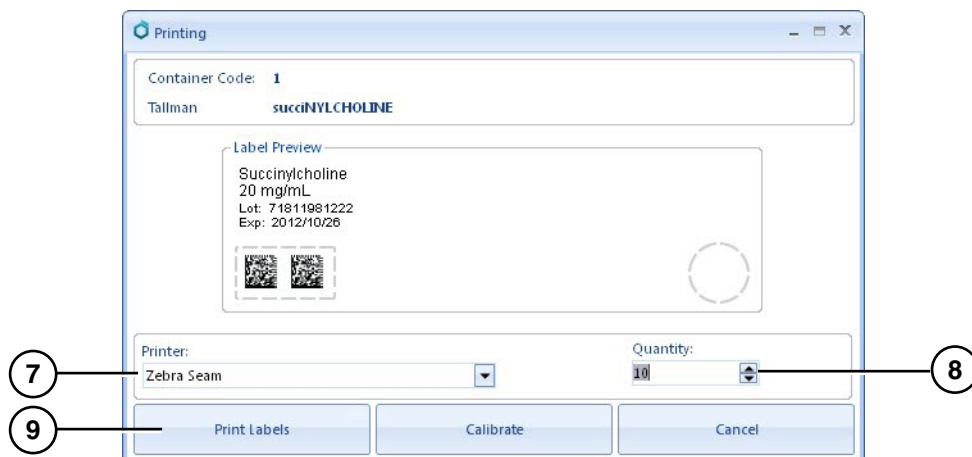 Printing
Container Code: 1
Tallman succiNYLCHOLINE
Label Preview
Succinylcholine
20 mg/mL
Lot: 71811981222
Exp: 2012/10/26
Printer: Quantity:
7 Zebra Seam 10 8
9 Print Labels Calibrate Cancel